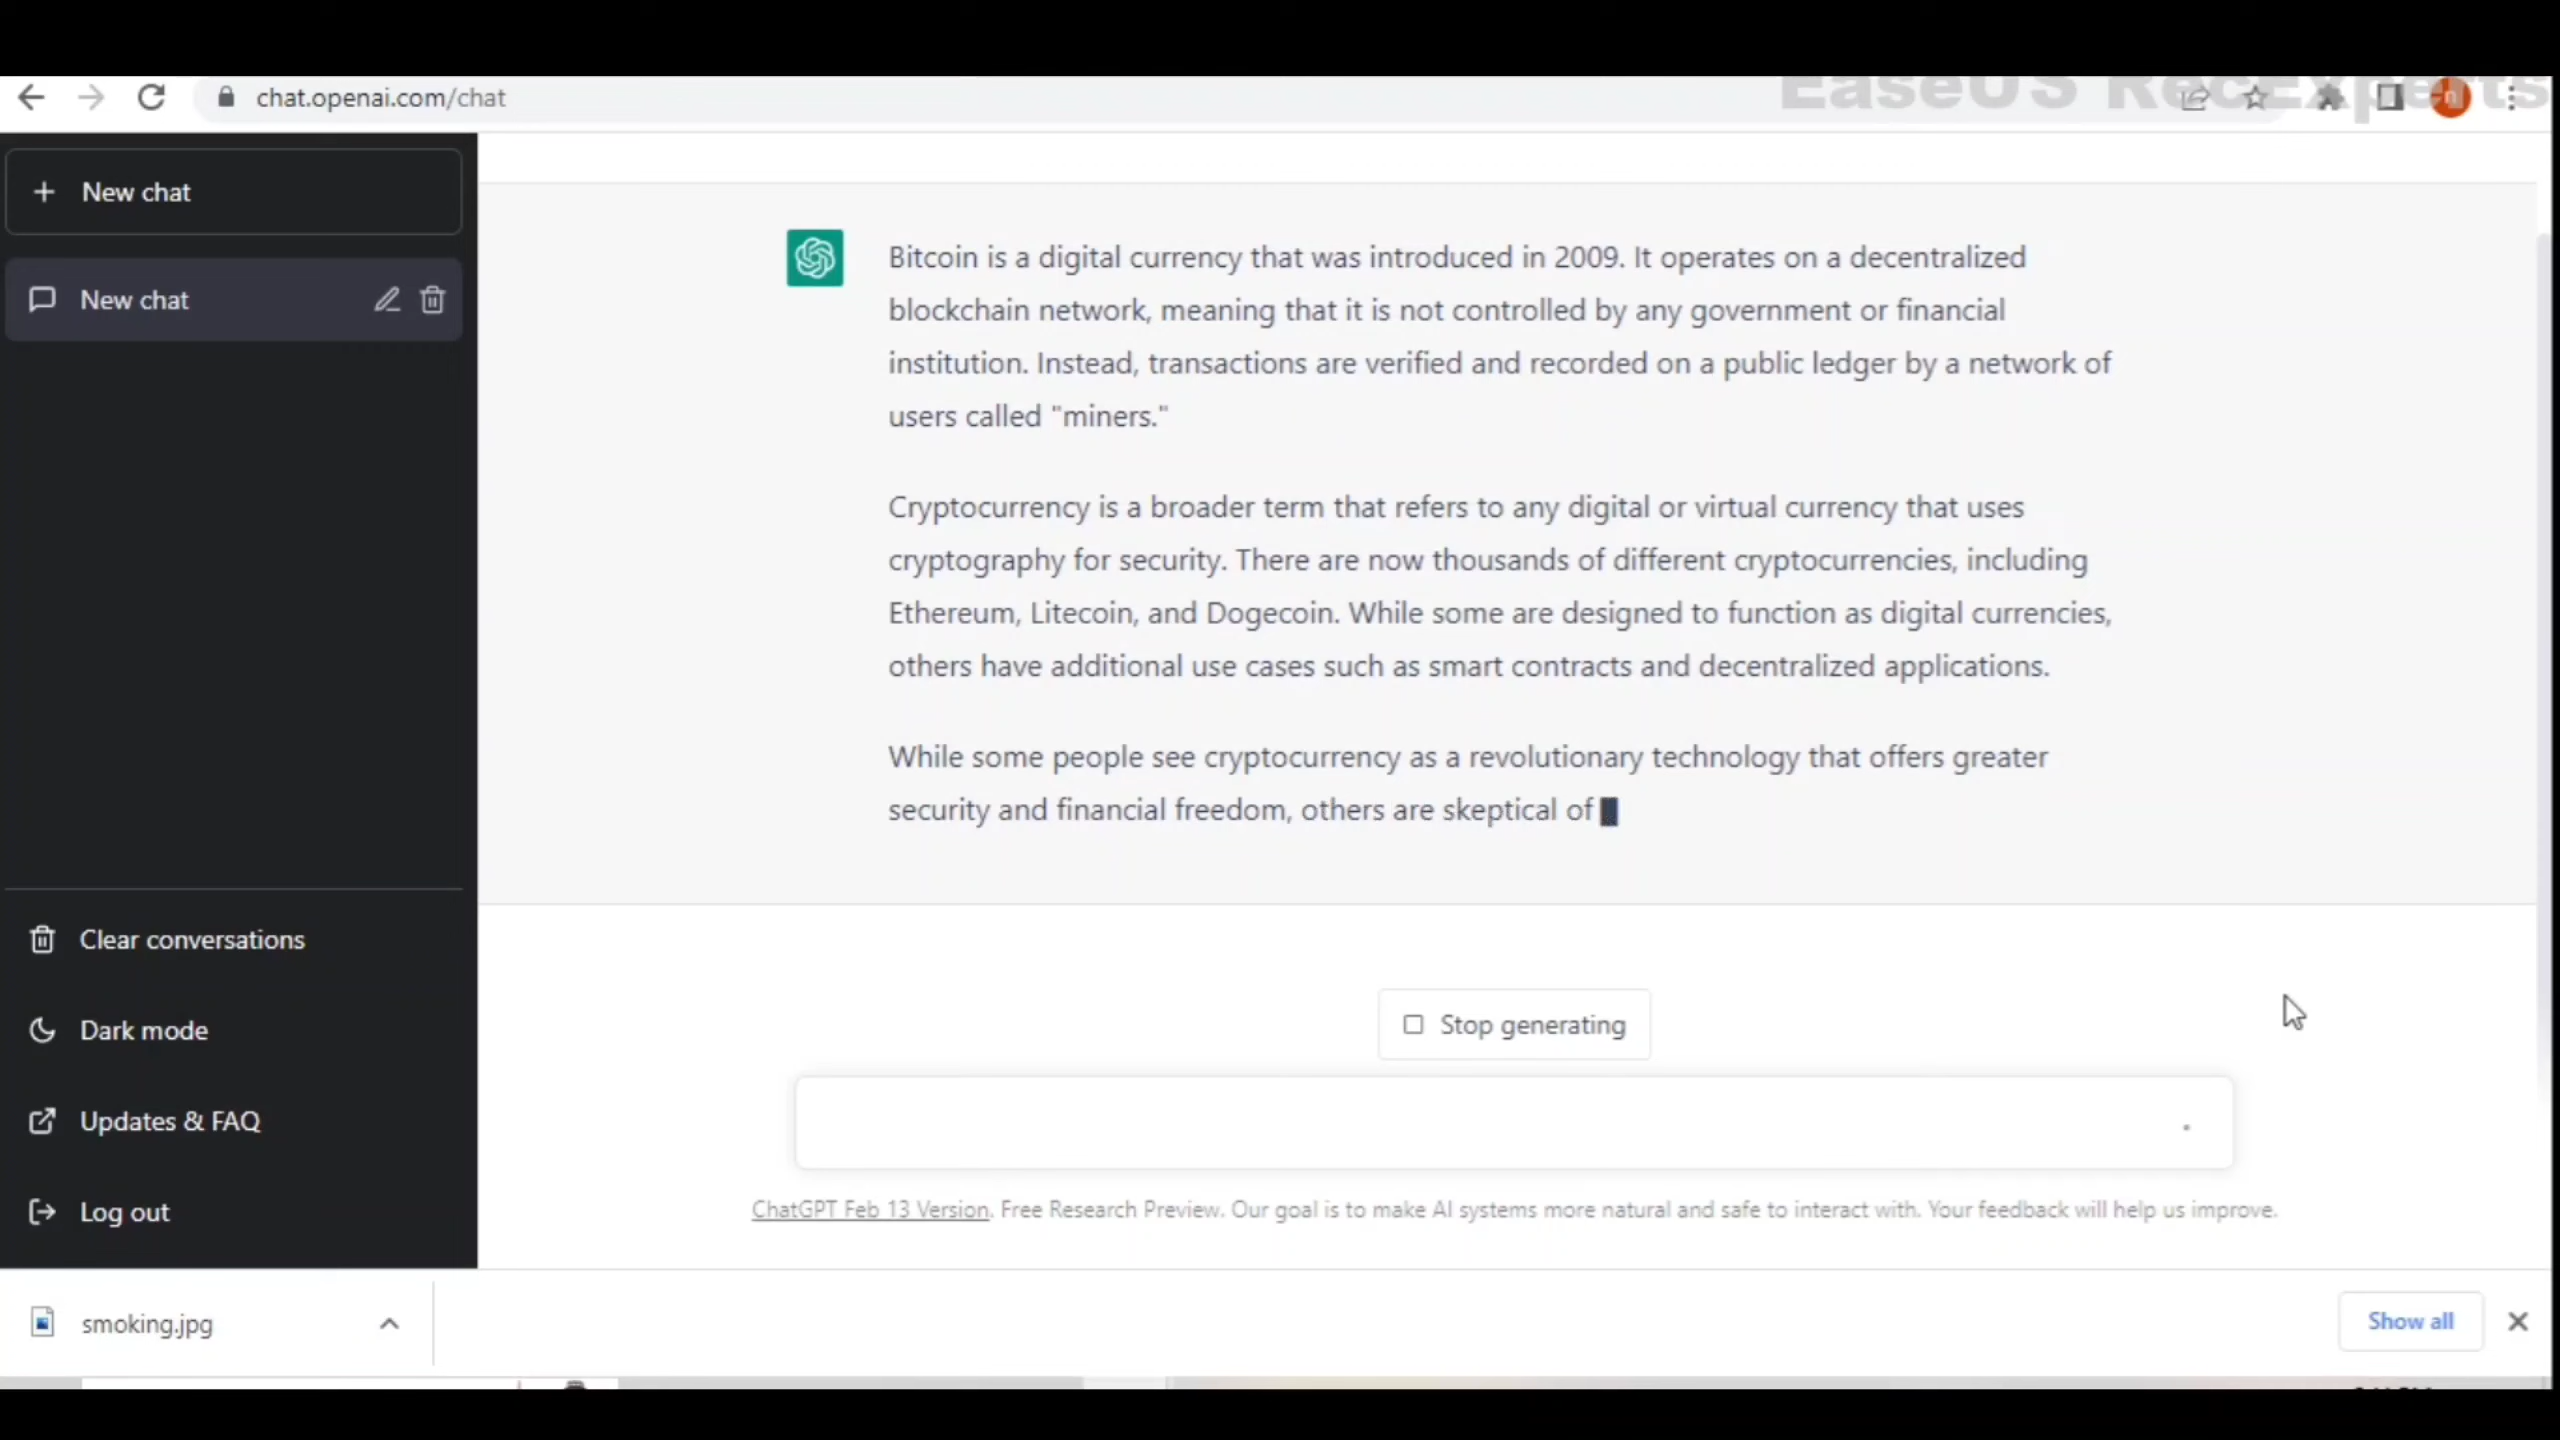 EaseUS RecExperts
chat.openai.com/chat
n
New chat
New chat
Bitcoin is a digital currency that was introduced in 2009. It operates on a decentralized
blockchain network, meaning that it is not controlled by any government or financial
institution. Instead, transactions are verified and recorded on a public ledger by a network of
users called "miners."
Cryptocurrency is a broader term that refers to any digital or virtual currency that uses
cryptography for security. There are now thousands of different cryptocurrencies, including
Ethereum, Litecoin, and Dogecoin. While some are designed to function as digital currencies,
others have additional use cases such as smart contracts and decentralized applications.
While some people see cryptocurrency as a revolutionary technology that offers greater
security and financial freedom, others are skeptical of
Clear conversations
Dark mode
Updates & FAQ
Log out
Stop generating
ChatGPT Feb 13 Version. Free Research Preview. Our goal is to make AI systems more natural and safe to interact with. Your feedback will help us improve.
smoking.jpg
Show all